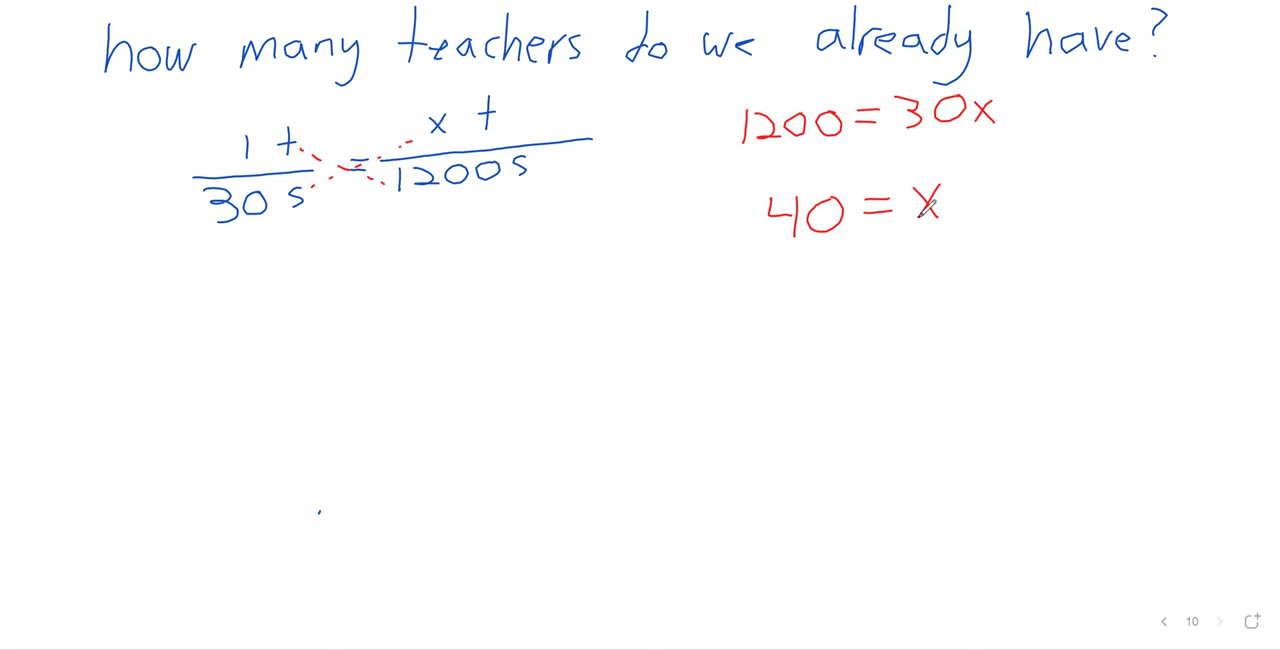 how many teachers do we already have?
1 t / 30 s = x t / 1200 s
1200 = 30x
40 = x
10